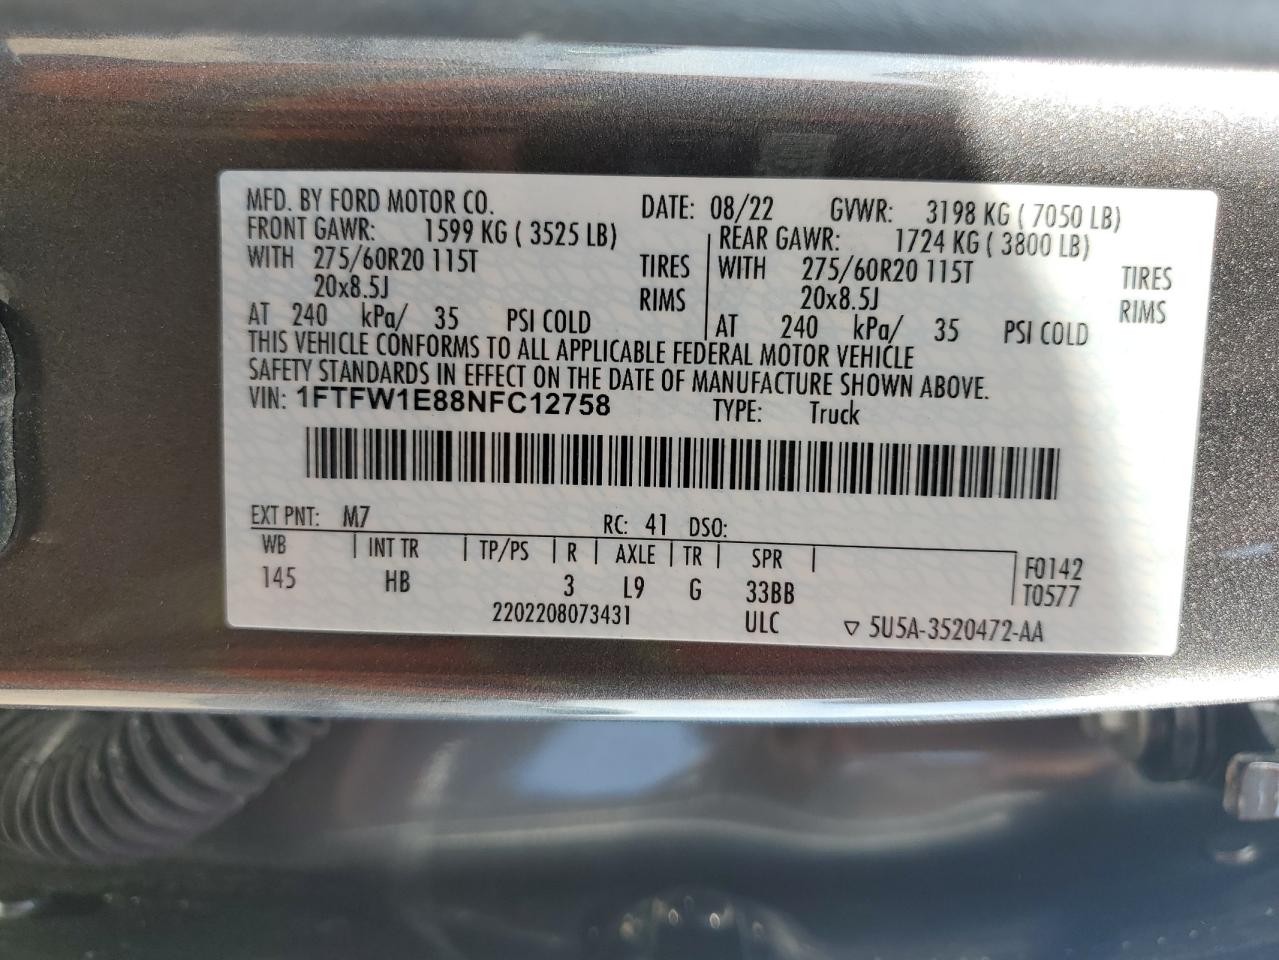 MFD. BY FORD MOTOR CO. DATE: 08/22 GVWR: 3198 KG ( 7050 LB)
FRONT GAWR: 1599 KG ( 3525 LB) REAR GAWR: 1724 KG ( 3800 LB)
WITH 275/60R20 115T TIRES WITH 275/60R20 115T TIRES
20x8.5J RIMS 20x8.5J RIMS
AT 240 kPa/ 35 PSI COLD AT 240 kPa/ 35 PSI COLD
THIS VEHICLE CONFORMS TO ALL APPLICABLE FEDERAL MOTOR VEHICLE
SAFETY STANDARDS IN EFFECT ON THE DATE OF MANUFACTURE SHOWN ABOVE.
VIN: 1FTFW1E88NFC12758 TYPE: Truck
EXT PNT: M7 RC: 41 DSO:
WB INT TR TP/PS R AXLE TR SPR F0142
145 HB 3 L9 G 33BB T0577
2202208073431 ULC ▽ 5U5A-3520472-AA